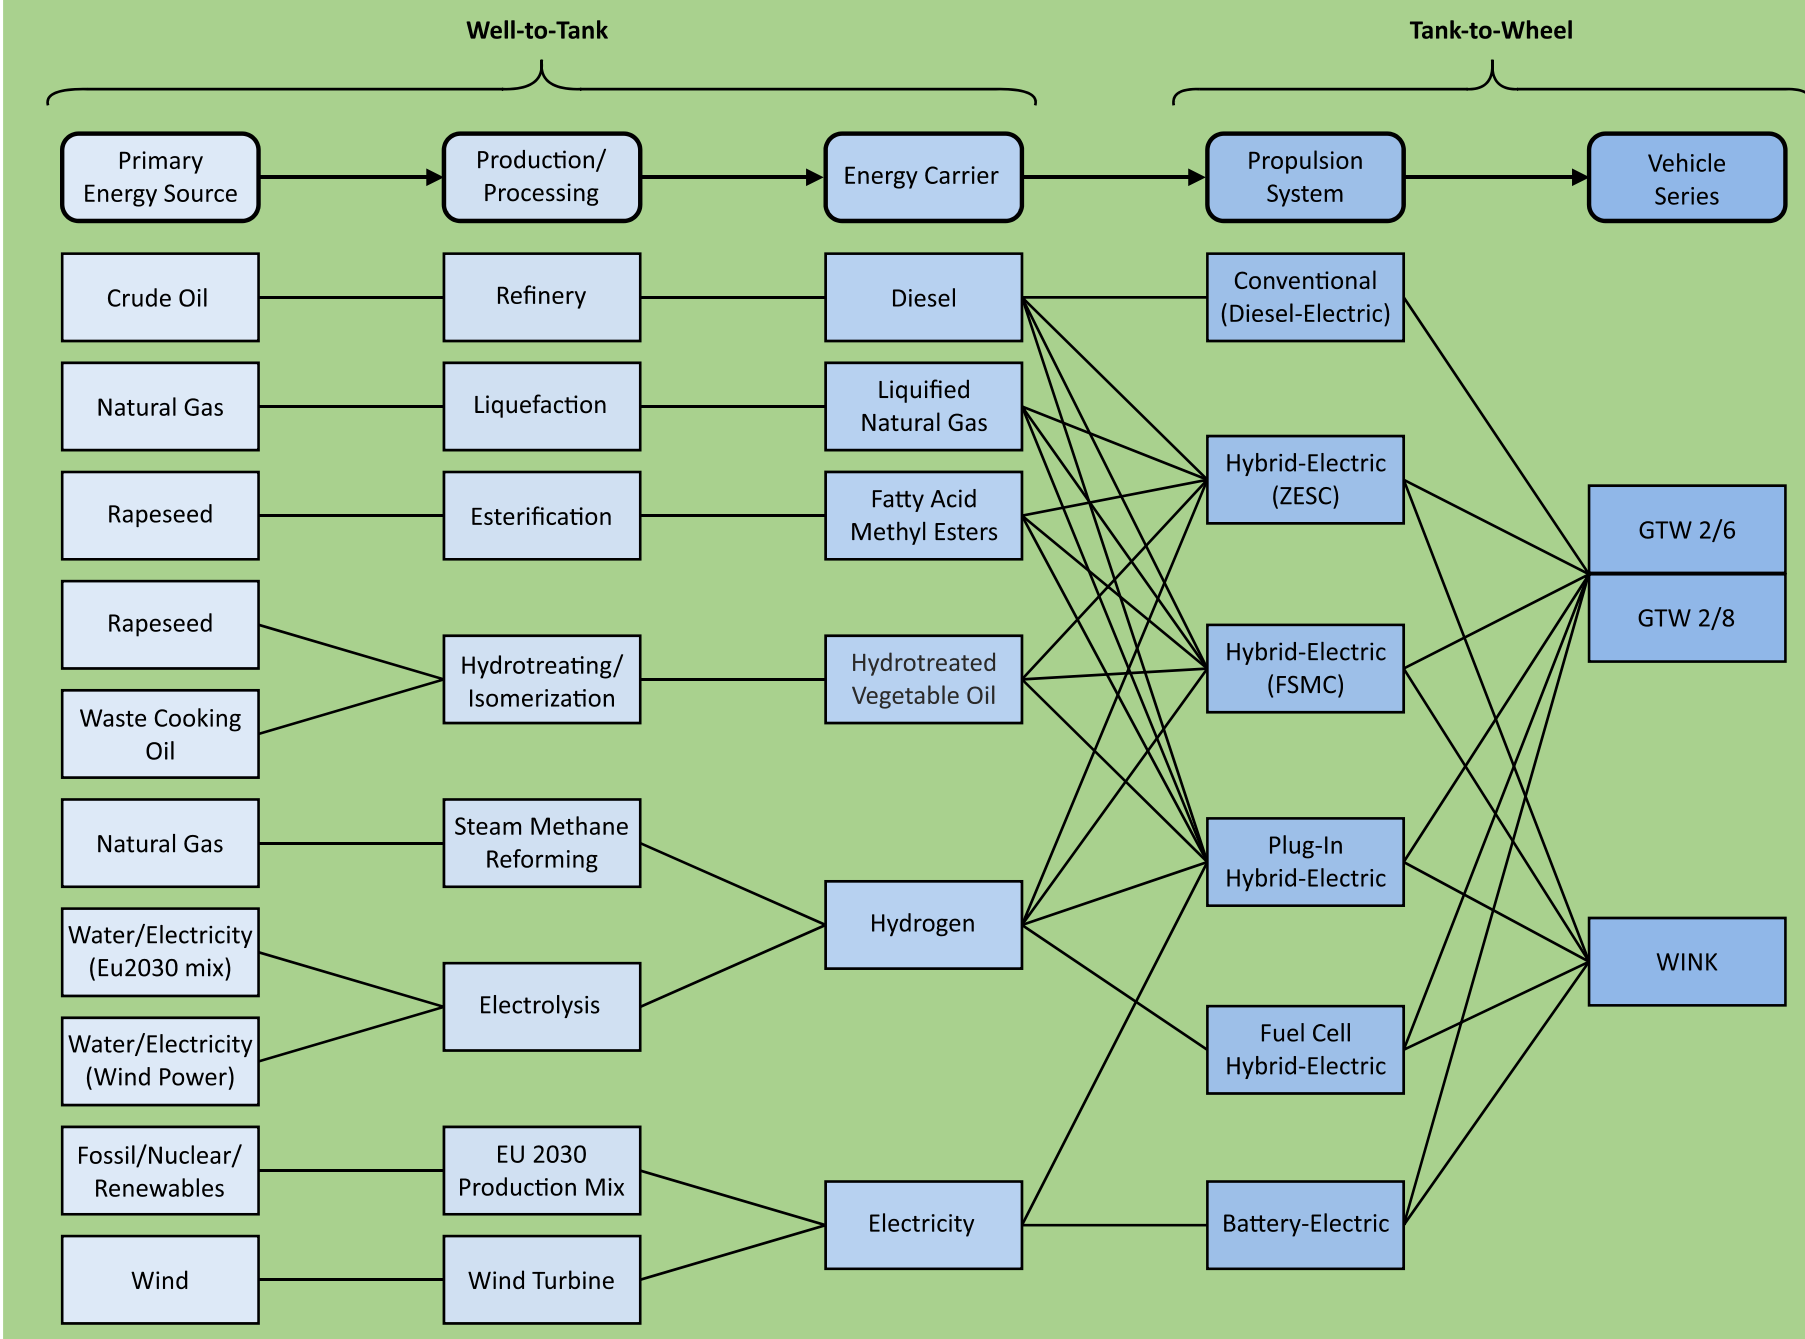 Well-to-Tank
Tank-to-Wheel
Primary
Energy Source
Production/
Processing
Energy Carrier
Propulsion
System
Vehicle
Series
Crude Oil
Refinery
Diesel
Conventional
(Diesel-Electric)
Natural Gas
Liquefaction
Liquified
Natural Gas
Hybrid-Electric
(ZESC)
Rapeseed
Esterification
Fatty Acid
Methyl Esters
GTW 2/6
GTW 2/8
Rapeseed
Waste Cooking
Oil
Hydrotreating/
Isomerization
Hydrotreated
Vegetable Oil
Hybrid-Electric
(FSMC)
Natural Gas
Steam Methane
Reforming
Plug-In
Hybrid-Electric
Water/Electricity
(Eu2030 mix)
Hydrogen
WINK
Water/Electricity
(Wind Power)
Electrolysis
Fuel Cell
Hybrid-Electric
Fossil/Nuclear/
Renewables
EU 2030
Production Mix
Electricity
Battery-Electric
Wind
Wind Turbine